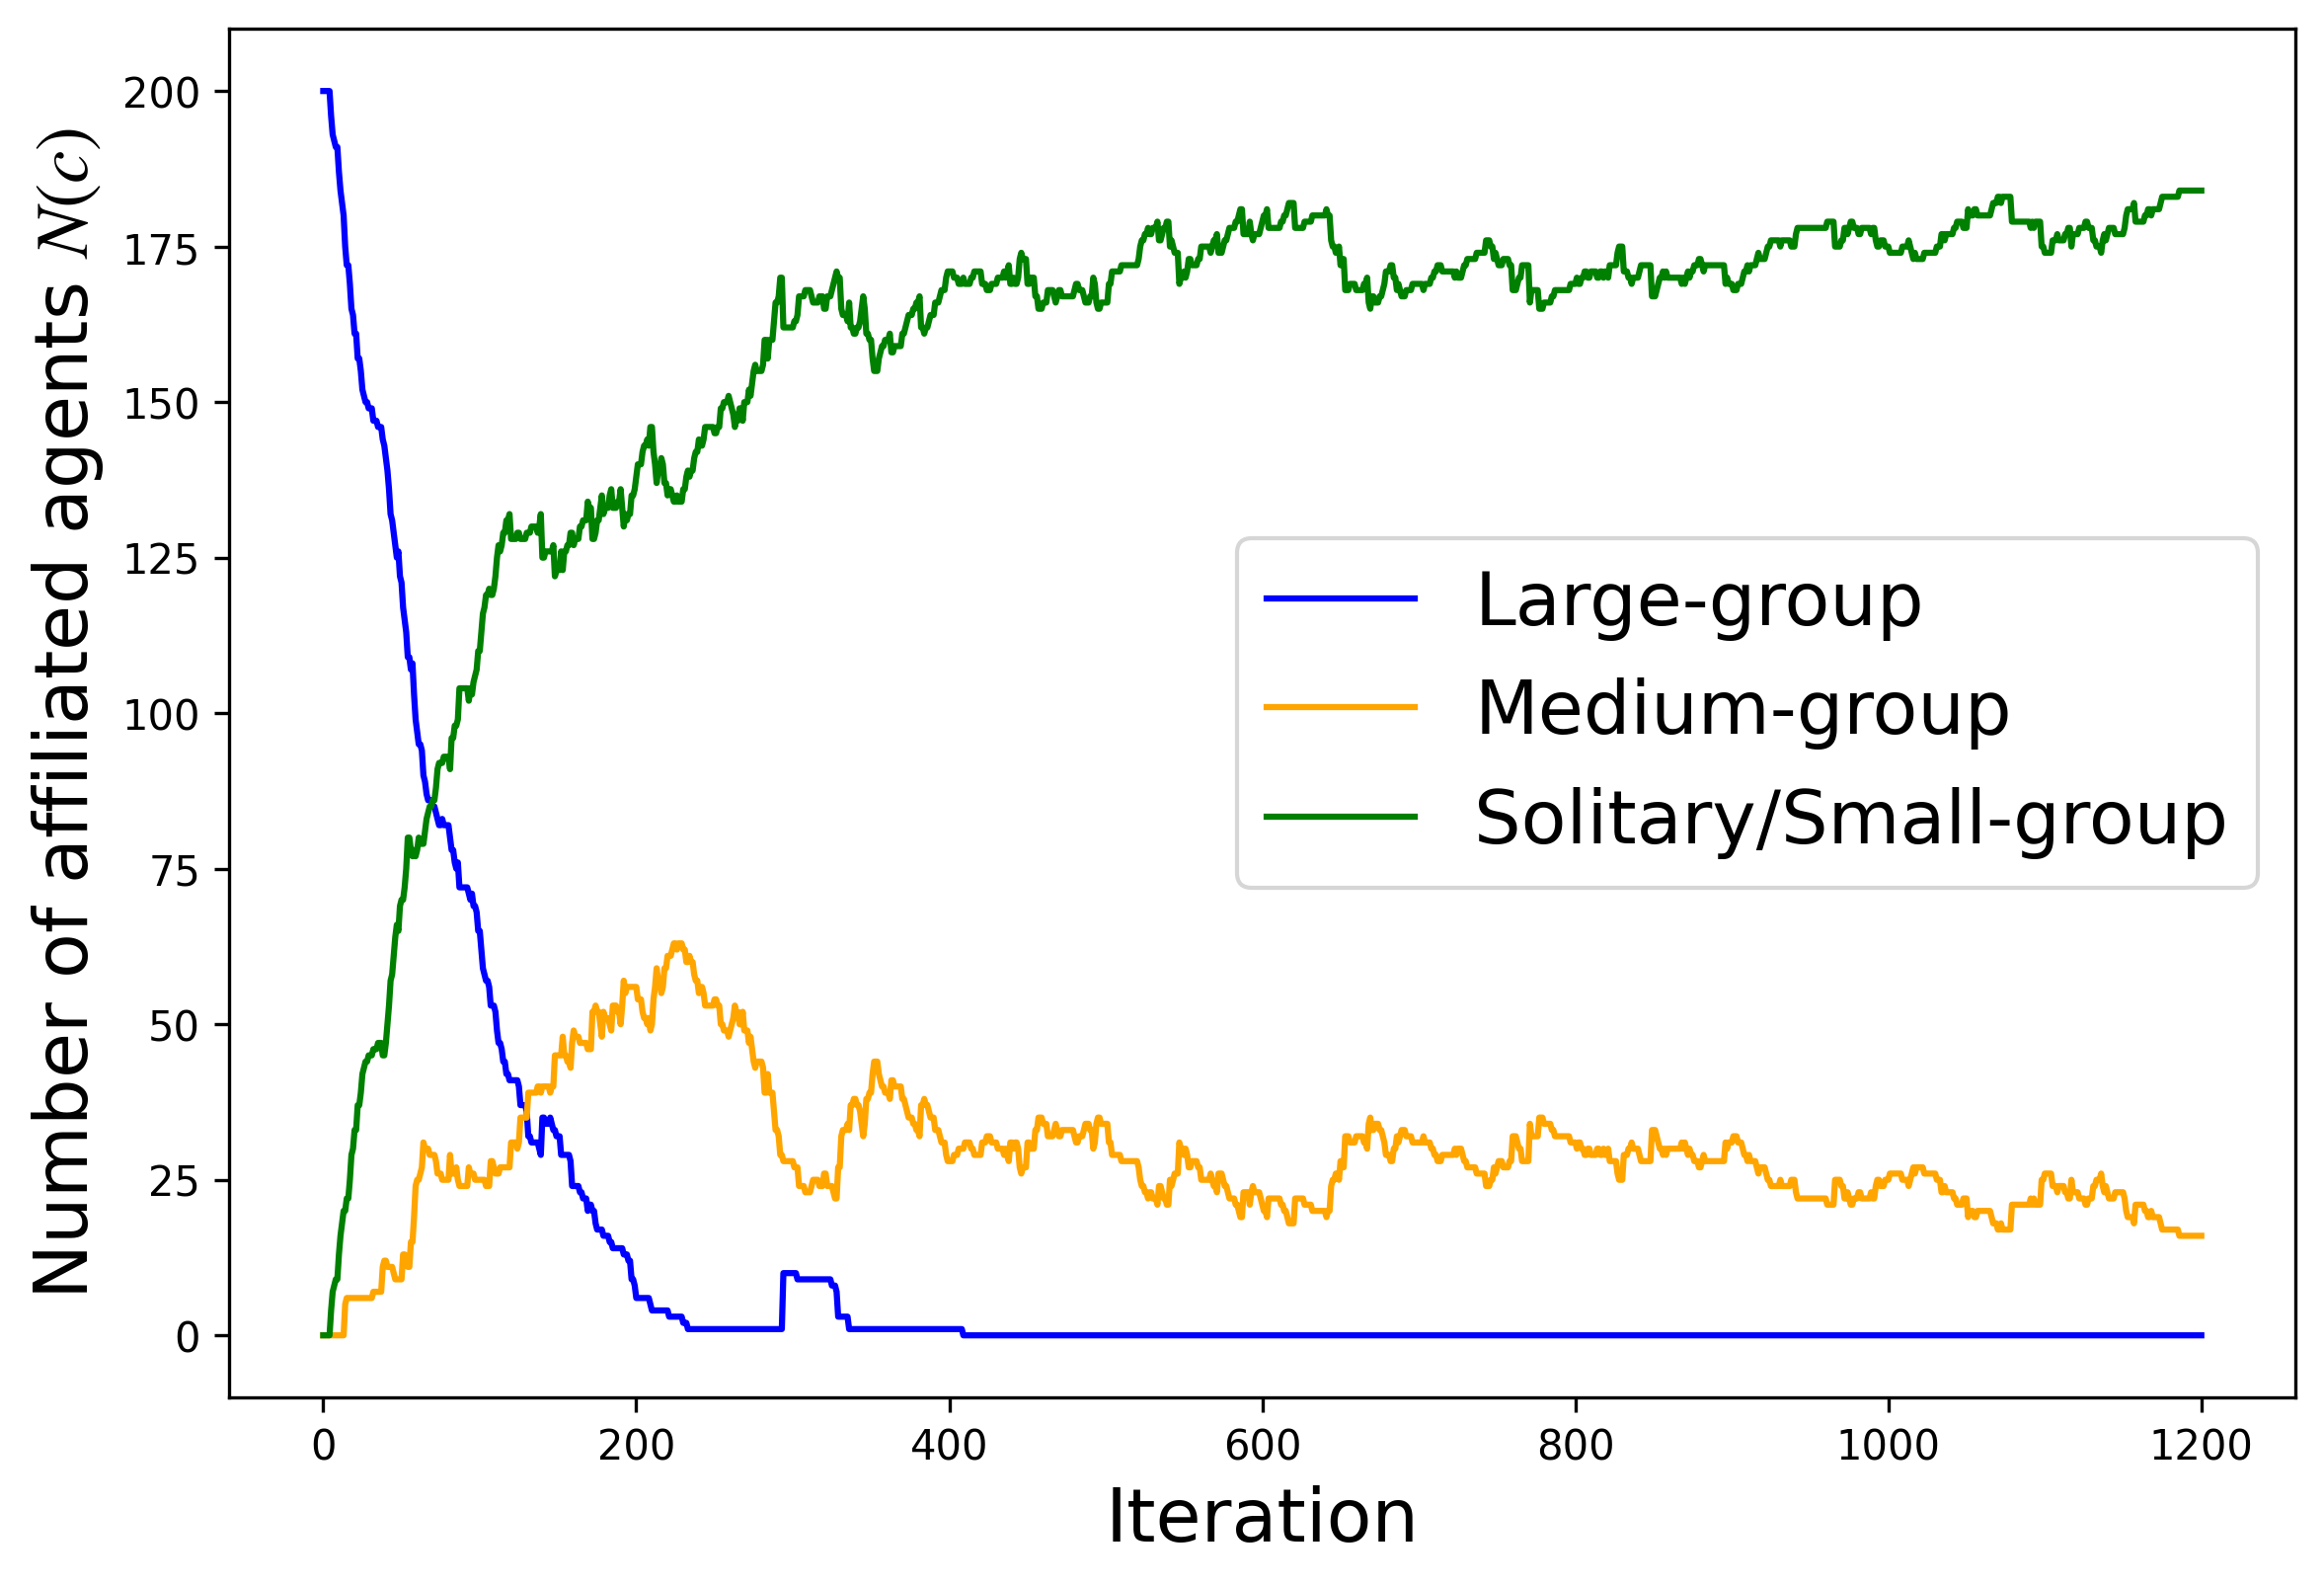 Number of affiliated agents N(c)
200
175
150
125
100
75
50
25
0
Large-group
Medium-group
Solitary/Small-group
0 200 400 600 800 1000 1200
Iteration